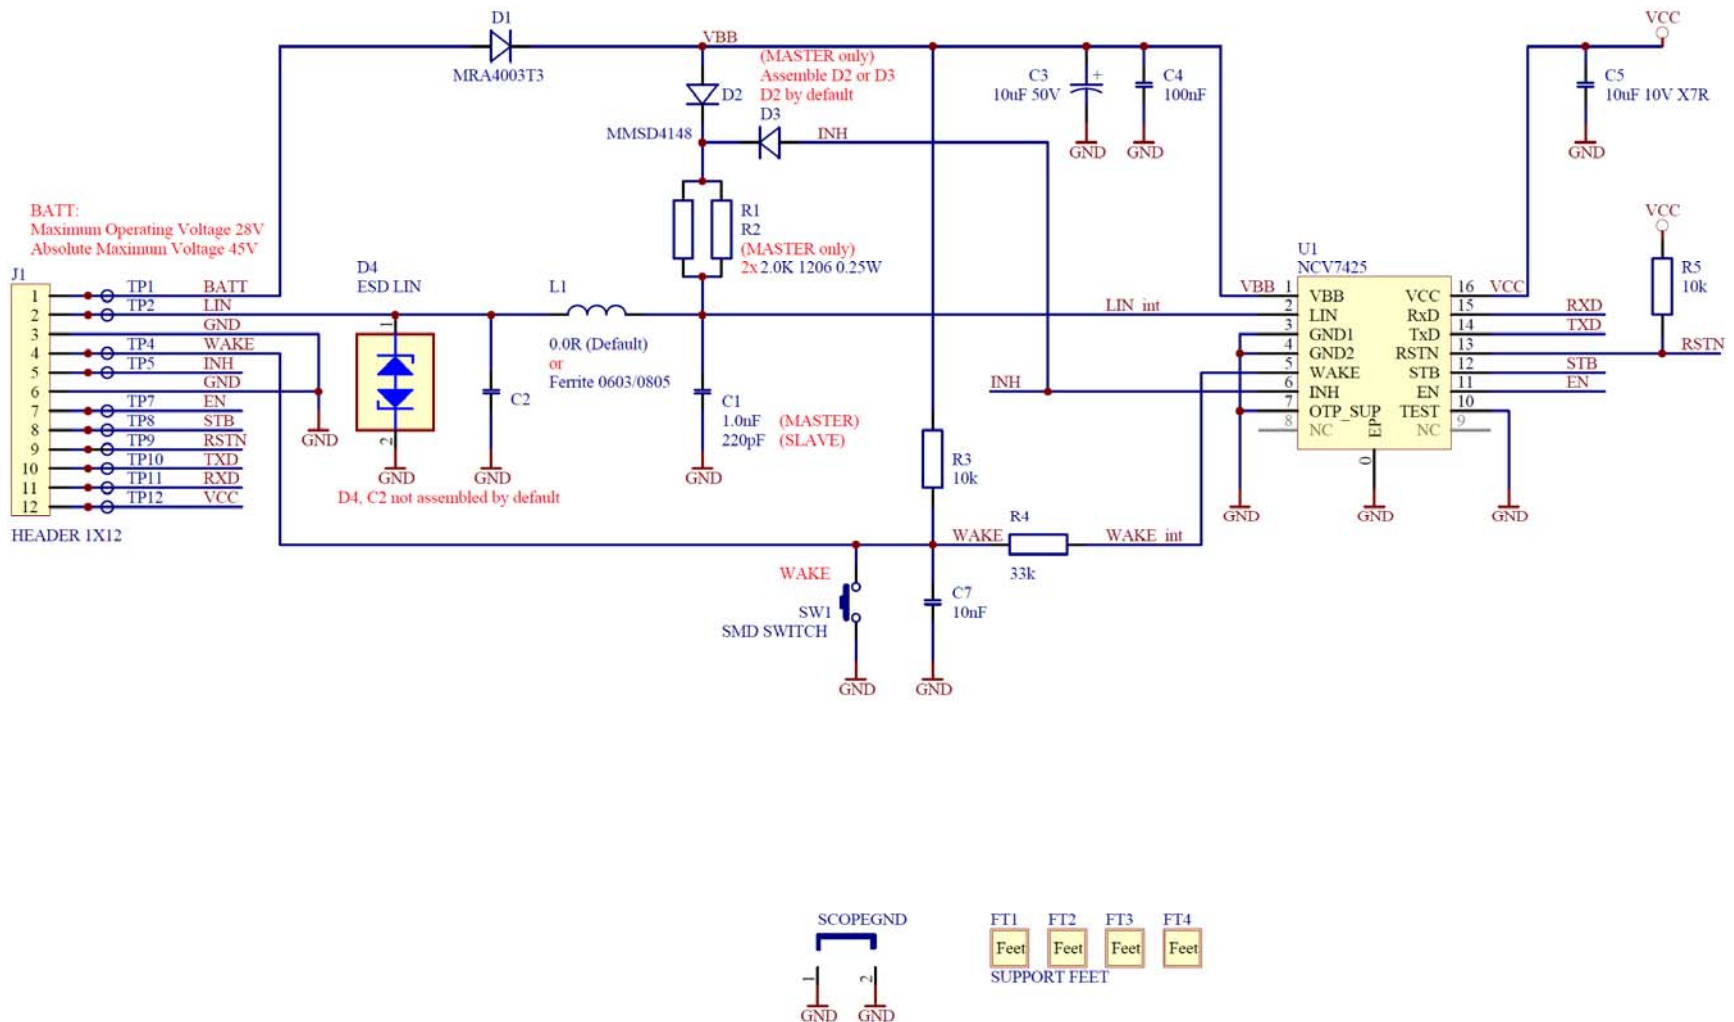 D1
MRA4003T3
VBB
(MASTER only)
Assemble D2 or D3
D2 by default
D2
D3
MMSD4148
INH
C3
10uF 50V
+
GND
C4
100nF
GND
VCC
C5
10uF 10V X7R
GND
BATT:
Maximum Operating Voltage 28V
Absolute Maximum Voltage 45V
R1
R2
(MASTER only)
2x 2.0K 1206 0.25W
VCC
R5
10k
J1
1 TP1 BATT
2 TP2 LIN
3 GND
4 TP4 WAKE
5 TP5 INH
6 GND
7 TP7 EN
8 TP8 STB
9 TP9 RSTN
10 TP10 TXD
11 TP11 RXD
12 TP12 VCC
HEADER 1X12
GND
D4
ESD LIN
1
2
GND
C2
GND
D4, C2 not assembled by default
L1
0.0R (Default)
or
Ferrite 0603/0805
C1
1.0nF (MASTER)
220pF (SLAVE)
GND
LIN int
INH
U1
NCV7425
VBB 1 VBB
2 LIN
3 GND1
4 GND2
5 WAKE
6 INH
7 OTP_SUP
8 NC
VCC 16 VCC
RxD 15 RXD
TxD 14 TXD
RSTN 13 RSTN
STB 12 STB
EN 11 EN
TEST 10
NC 9
EP
0
GND
GND
GND
R3
10k
WAKE
R4
33k
WAKE int
WAKE
SW1
SMD SWITCH
GND
C7
10nF
GND
SCOPEGND
1
2
GND
GND
FT1 FT2 FT3 FT4
Feet Feet Feet Feet
SUPPORT FEET